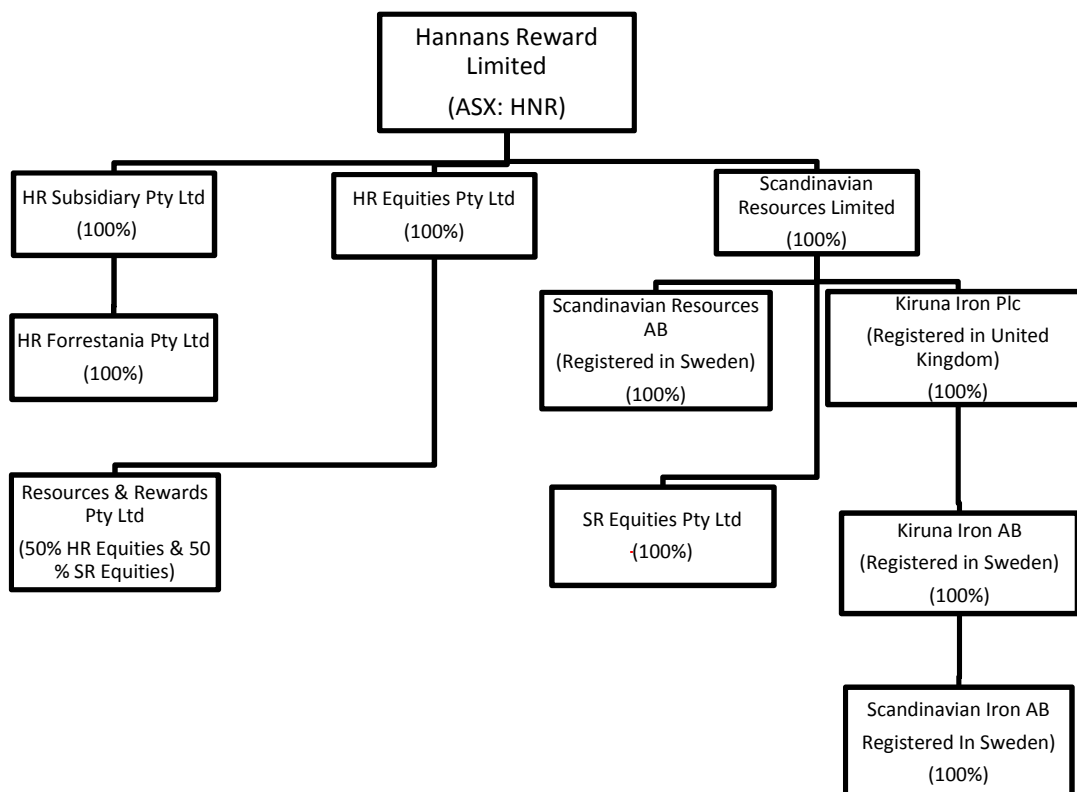 Hannans Reward
Limited
(ASX: HNR)
HR Subsidiary Pty Ltd
(100%)
HR Equities Pty Ltd
(100%)
Scandinavian
Resources Limited
(100%)
HR Forrestania Pty Ltd
(100%)
Scandinavian Resources
AB
(Registered in Sweden)
(100%)
Kiruna Iron Plc
(Registered in United
Kingdom)
(100%)
Resources & Rewards
Pty Ltd
(50% HR Equities & 50
% SR Equities)
SR Equities Pty Ltd
(100%)
Kiruna Iron AB
(Registered in Sweden)
(100%)
Scandinavian Iron AB
Registered In Sweden)
(100%)